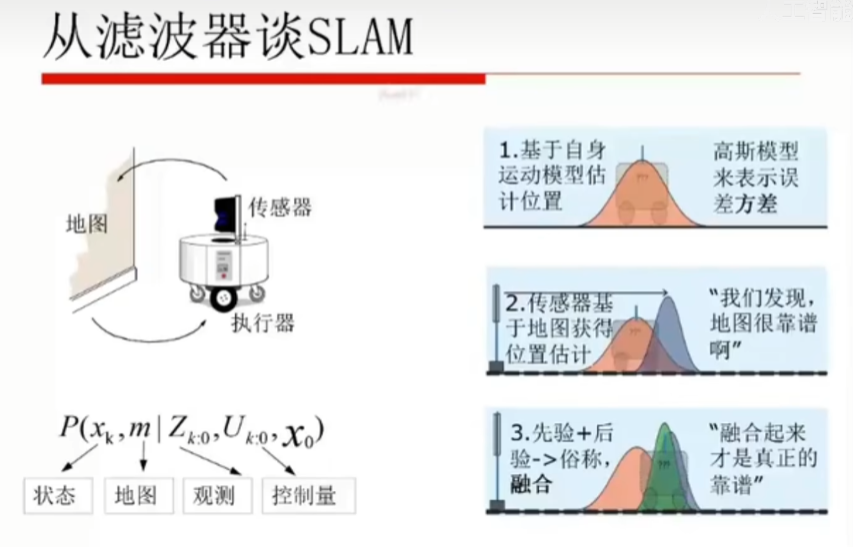 从滤波器谈SLAM
地图
传感器
执行器
P(xₖ,m|Zₖ:₀,Uₖ:₀,x₀)
状态
地图
观测
控制量
1.基于自身
运动模型估
计位置
高斯模型
来表示误
差方差
2.传感器基
于地图获得
位置估计
“我们发现，
地图很靠谱
啊”
3.先验+后
验->俗称，
融合
“融合起来
才是真正的
靠谱”